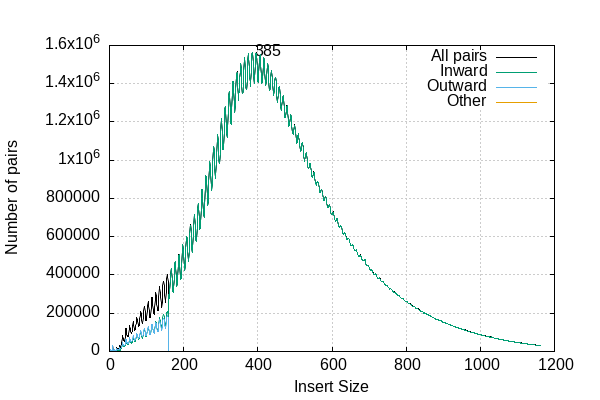 385
All pairs
Inward
Outward
Other
1.6x10^6
1.4x10^6
1.2x10^6
1x10^6
800000
600000
400000
200000
0
Number of pairs
0 200 400 600 800 1000 1200
Insert Size